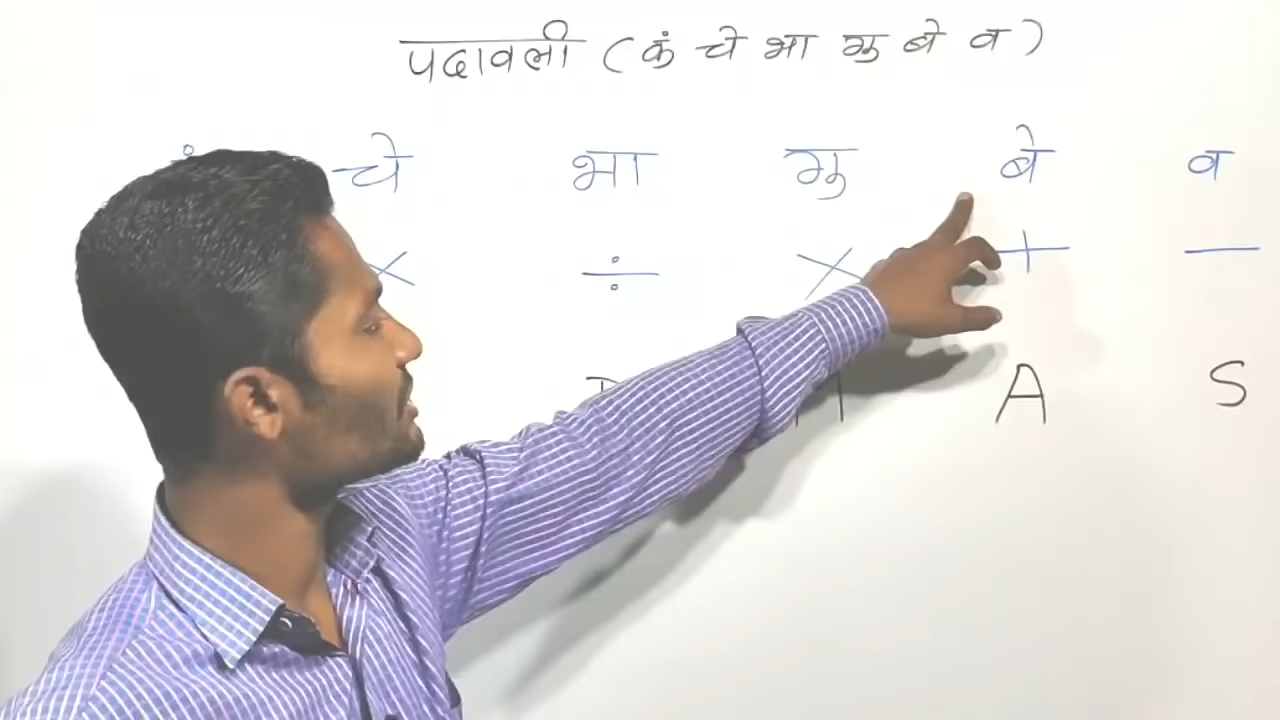 पदावली ( कं चे भा गु बे व )
चे भा गु बे व
× ÷ × + —
A S